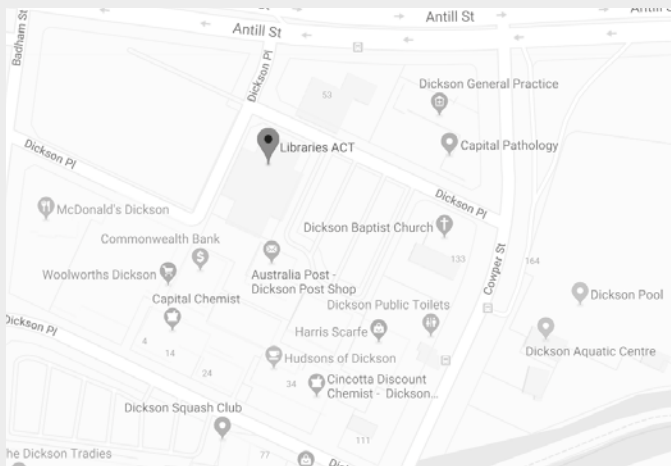 Antill St
Antill St
Badham St
Antill St
Dickson Pl
Dickson General Practice
53
Libraries ACT
Capital Pathology
Dickson Pl
Dickson Pl
McDonald's Dickson
Dickson Baptist Church
Commonwealth Bank
133
164
Cowper St
Woolworths Dickson
Australia Post -
Dickson Post Shop
Dickson Pool
Capital Chemist
Dickson Public Toilets
Dickson Pl
Harris Scarfe
4
14
Dickson Aquatic Centre
Hudsons of Dickson
24
34
Cincotta Discount
Chemist - Dickson...
Dickson Squash Club
111
he Dickson Tradies
77